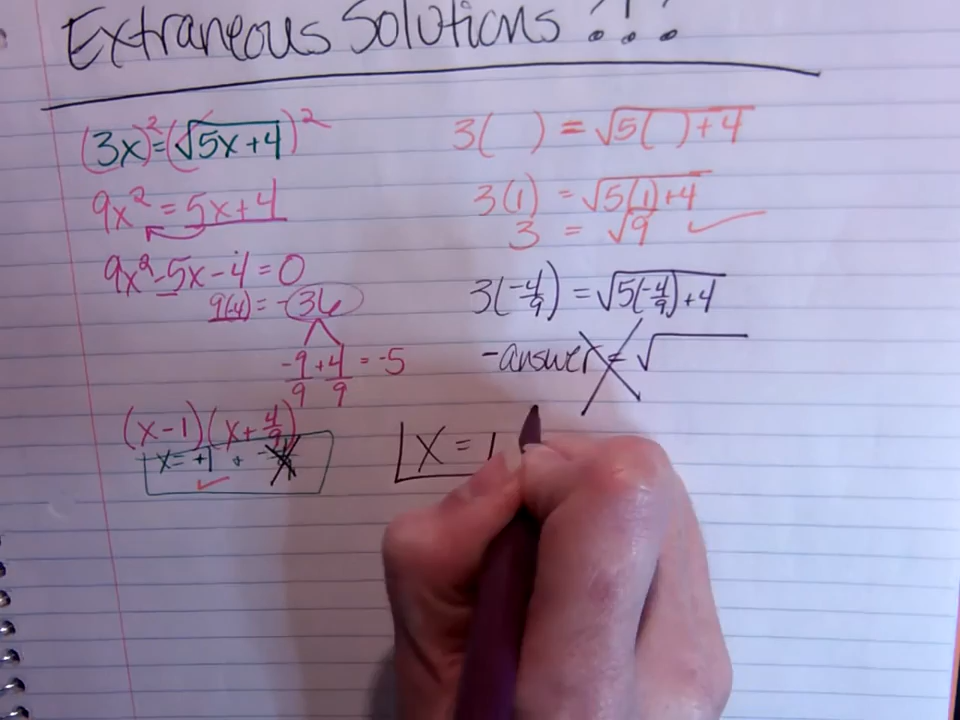 Extraneous Solutions!!!
(3x)²=(√5x+4)²
9x² = 5x+4
9x²-5x-4=0
9(-4) = -36
-9/9 + 4/9 = -5
(x-1)(x+4/9)
x= +1 +
3( ) = √5( )+4
3(1) = √5(1)+4
3 = √9 ✓
3(-4/9) = √5(-4/9)+4
-answer = √
x = 1